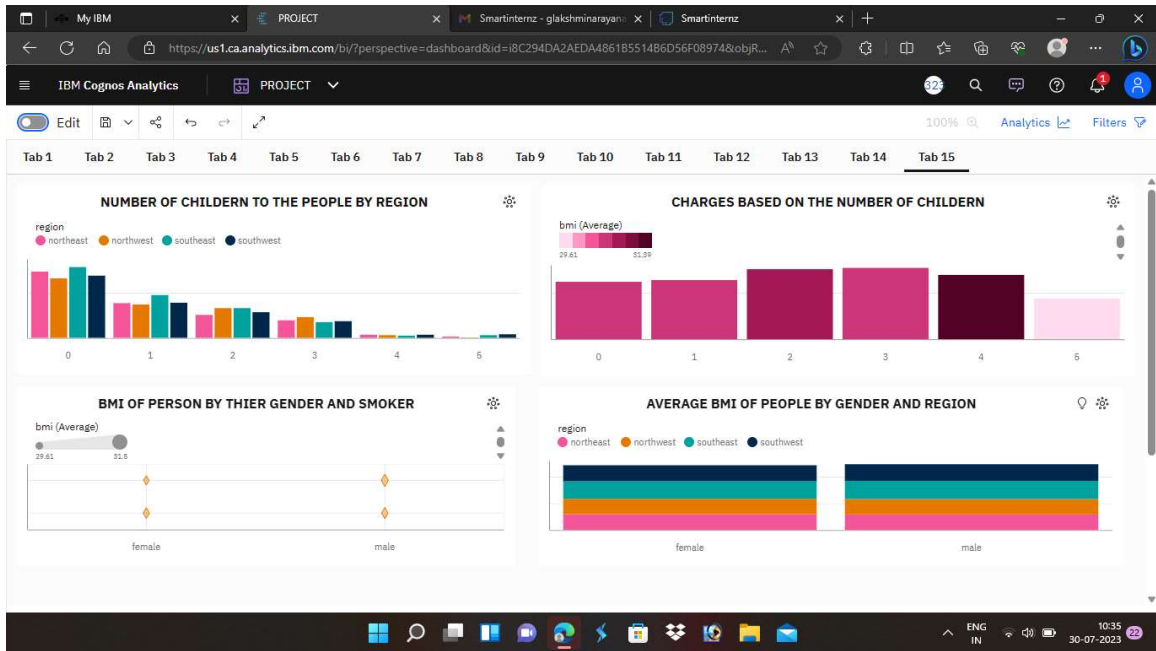 My IBM
PROJECT
Smartinternz - glakshminarayan
Smartinternz
https://us1.ca.analytics.ibm.com/bi/?perspective=dashboard&id=i8C294DA2AEDA4861B551486D56F08974&objR...
IBM Cognos Analytics
PROJECT
323
1
Edit
100%
Analytics
Filters
Tab 1 Tab 2 Tab 3 Tab 4 Tab 5 Tab 6 Tab 7 Tab 8 Tab 9 Tab 10 Tab 11 Tab 12 Tab 13 Tab 14 Tab 15
NUMBER OF CHILDERN TO THE PEOPLE BY REGION
region
northeast northwest southeast southwest
0 1 2 3 4 5
CHARGES BASED ON THE NUMBER OF CHILDERN
bmi (Average)
29.61 31.39
0 1 2 3 4 5
BMI OF PERSON BY THIER GENDER AND SMOKER
bmi (Average)
29.61 31.5
female male
AVERAGE BMI OF PEOPLE BY GENDER AND REGION
region
northeast northwest southeast southwest
female male
ENG
IN
10:35
30-07-2023
22